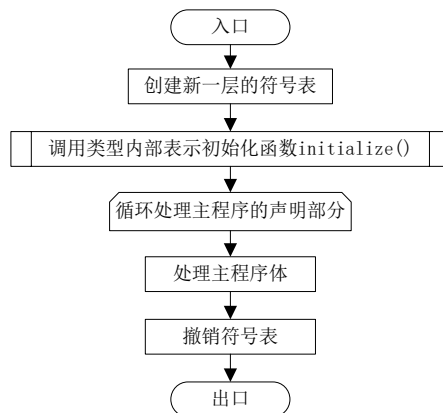 入口
创建新一层的符号表
调用类型内部表示初始化函数initialize()
循环处理主程序的声明部分
处理主程序体
撤销符号表
出口